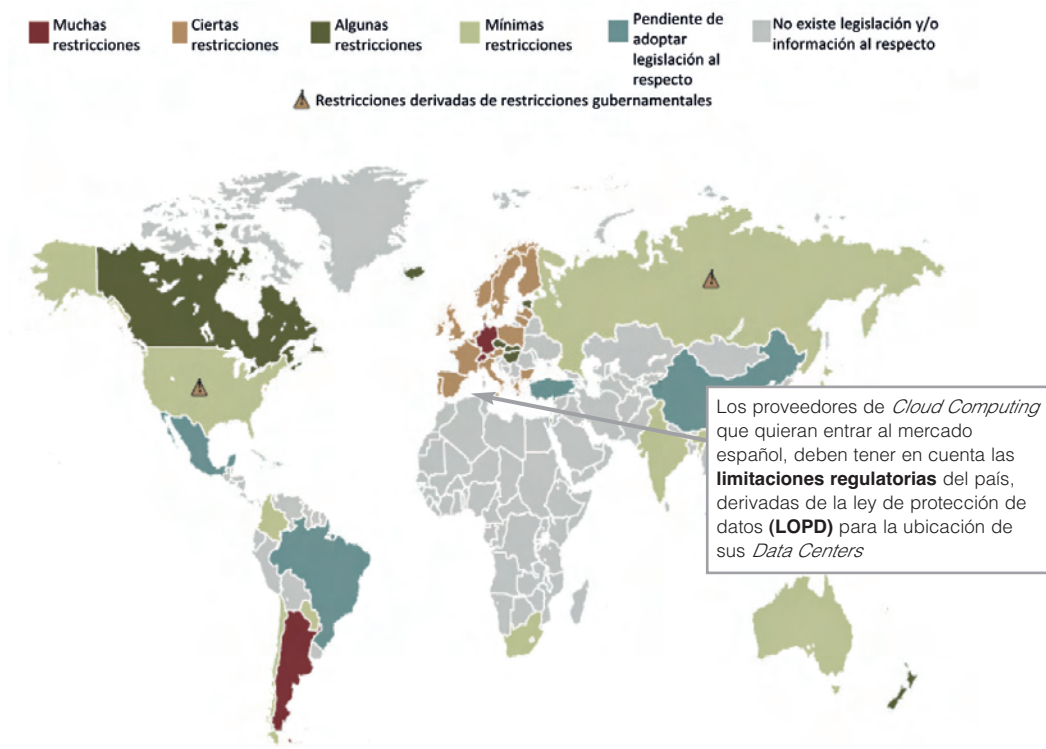 Muchas
restricciones
Ciertas
restricciones
Algunas
restricciones
Mínimas
restricciones
Pendiente de
adoptar
legislación al
respecto
No existe legislación y/o
información al respecto
Restricciones derivadas de restricciones gubernamentales
Los proveedores de Cloud Computing
que quieran entrar al mercado
español, deben tener en cuenta las
limitaciones regulatorias del país,
derivadas de la ley de protección de
datos (LOPD) para la ubicación de
sus Data Centers